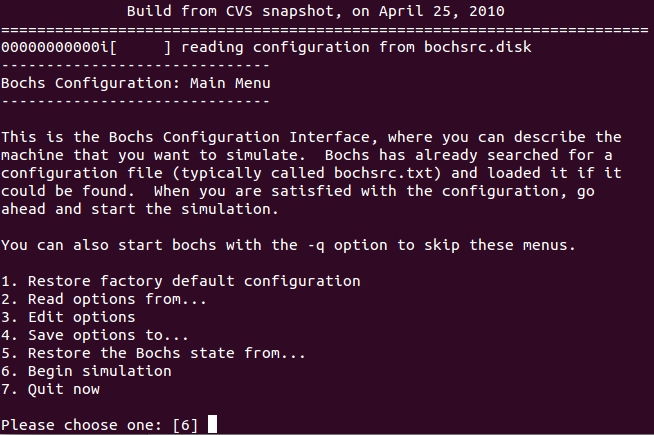 Build from CVS snapshot, on April 25, 2010
========================================================================
00000000000i[     ] reading configuration from bochsrc.disk
------------------------------
Bochs Configuration: Main Menu
------------------------------
This is the Bochs Configuration Interface, where you can describe the
machine that you want to simulate.  Bochs has already searched for a
configuration file (typically called bochsrc.txt) and loaded it if it
could be found.  When you are satisfied with the configuration, go
ahead and start the simulation.
You can also start bochs with the -q option to skip these menus.
1. Restore factory default configuration
2. Read options from...
3. Edit options
4. Save options to...
5. Restore the Bochs state from...
6. Begin simulation
7. Quit now
Please choose one: [6]